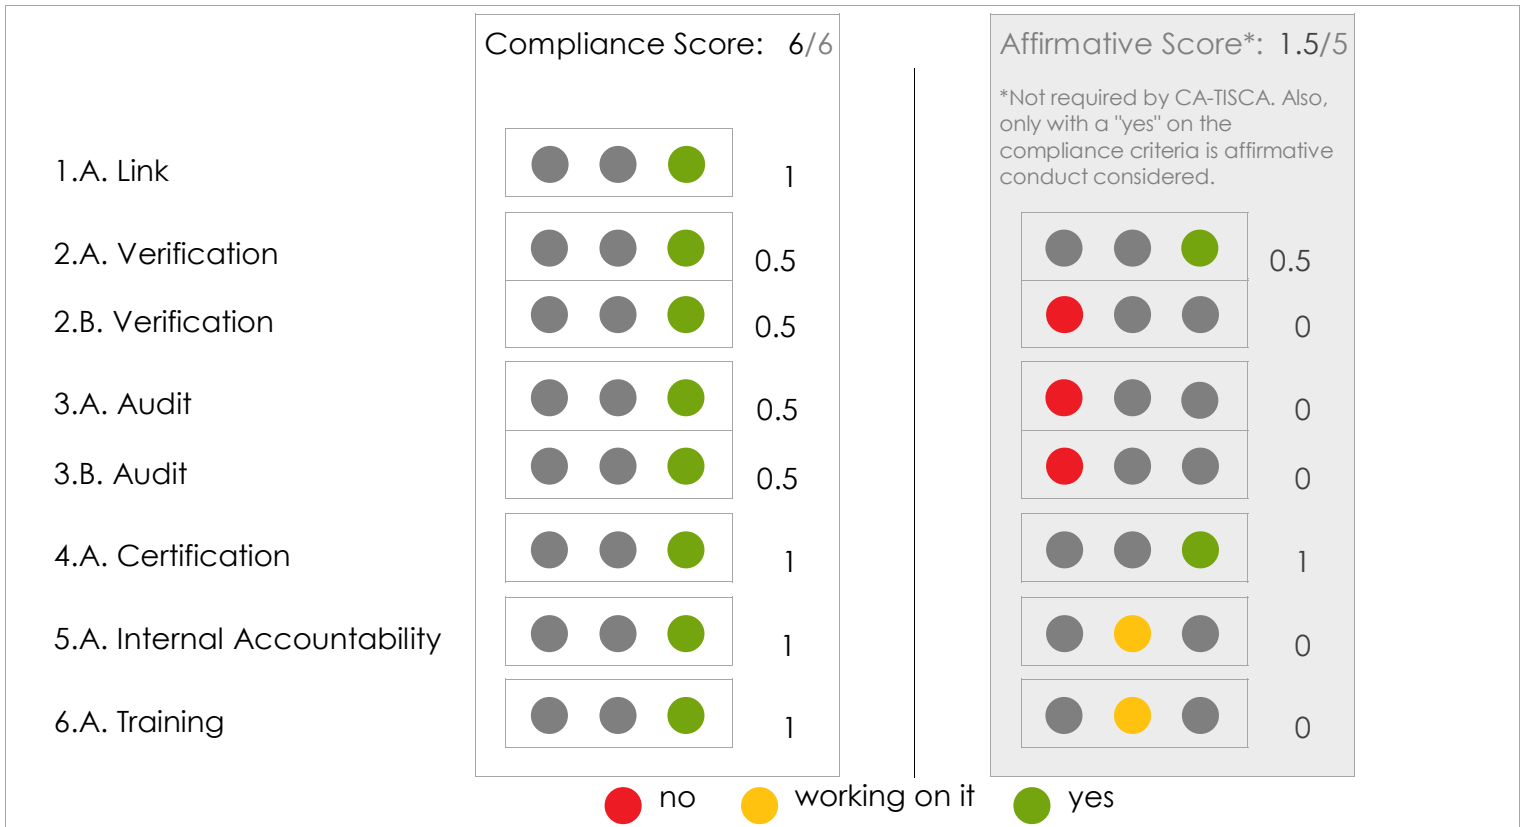 Compliance Score: 6/6
Affirmative Score*: 1.5/5
*Not required by CA-TISCA. Also,
only with a "yes" on the
compliance criteria is affirmative
conduct considered.
1.A. Link 1
2.A. Verification 0.5 0.5
2.B. Verification 0.5 0
3.A. Audit 0.5 0
3.B. Audit 0.5 0
4.A. Certification 1 1
5.A. Internal Accountability 1 0
6.A. Training 1 0
no working on it yes